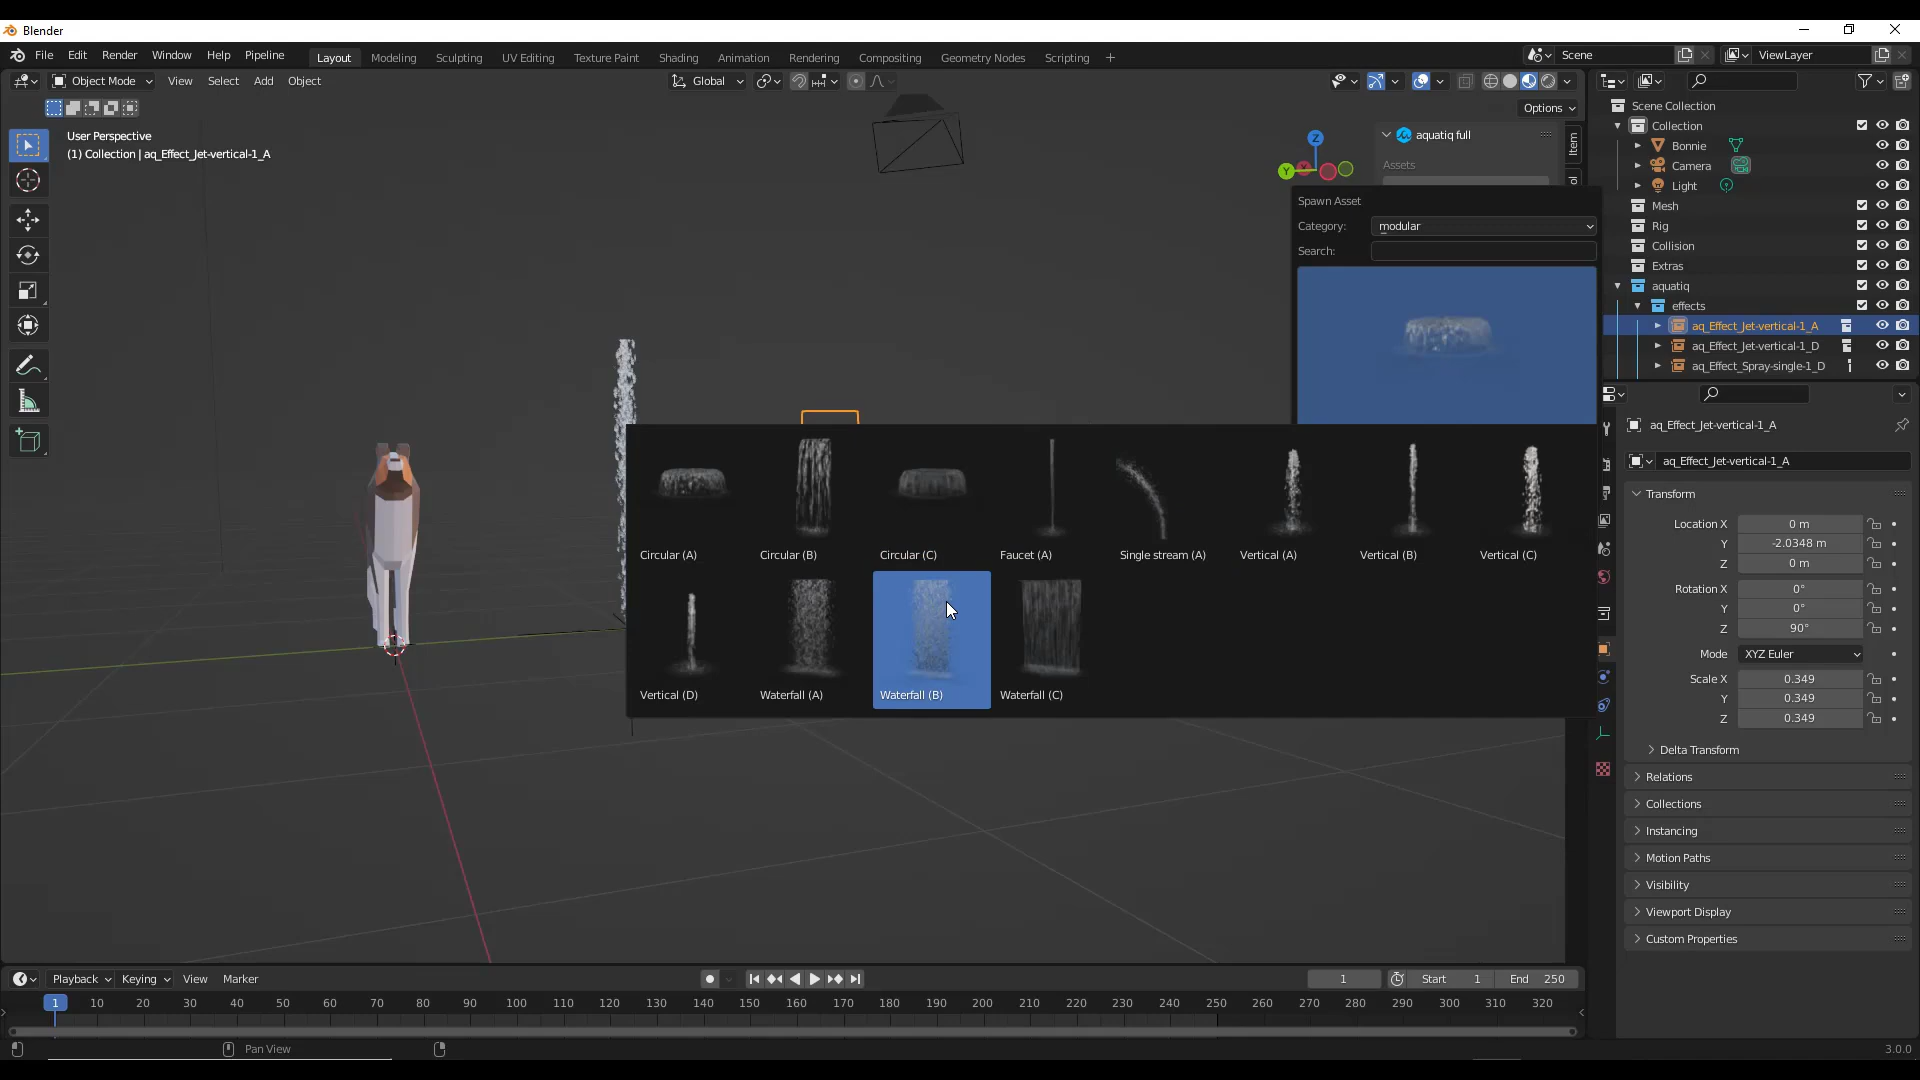 Blender
File Edit Render Window Help Pipeline
Layout Modeling Sculpting UV Editing Texture Paint Shading Animation Rendering Compositing Geometry Nodes Scripting +
Scene ViewLayer
Object Mode View Select Add Object
Global
Options
User Perspective
(1) Collection | aq_Effect_Jet-vertical-1_A
Z
Y
aquatiq full
Assets
Item
Spawn Asset
Category: _modular
Search:
Circular (A) Circular (B) Circular (C) Faucet (A) Single stream (A) Vertical (A) Vertical (B) Vertical (C)
Vertical (D) Waterfall (A) Waterfall (B) Waterfall (C)
Scene Collection
Collection
Bonnie
Camera
Light
Mesh
Rig
Collision
Extras
aquatiq
effects
aq_Effect_Jet-vertical-1_A
aq_Effect_Jet-vertical-1_D
aq_Effect_Spray-single-1_D
aq_Effect_Jet-vertical-1_A
aq_Effect_Jet-vertical-1_A
Transform
Location X 0 m
Y -2.0348 m
Z 0 m
Rotation X 0°
Y 0°
Z 90°
Mode XYZ Euler
Scale X 0.349
Y 0.349
Z 0.349
Delta Transform
Relations
Collections
Instancing
Motion Paths
Visibility
Viewport Display
Custom Properties
Playback Keying View Marker
1 Start 1 End 250
1 10 20 30 40 50 60 70 80 90 100 110 120 130 140 150 160 170 180 190 200 210 220 230 240 250 260 270 280 290 300 310 320
Pan View
3.0.0